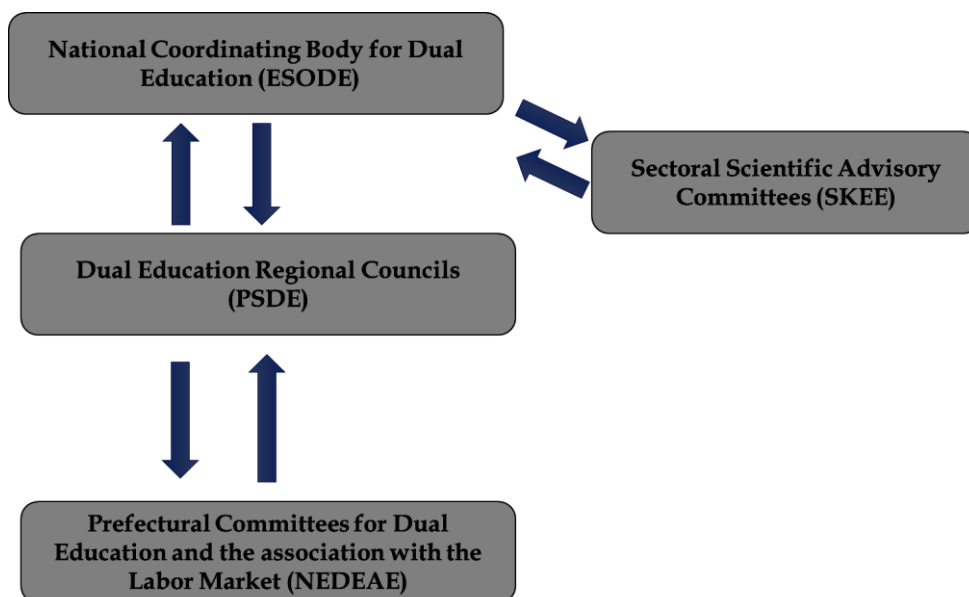 National Coordinating Body for Dual
Education (ESODE)
Sectoral Scientific Advisory
Committees (SKEE)
Dual Education Regional Councils
(PSDE)
Prefectural Committees for Dual
Education and the association with the
Labor Market (NEDEAE)